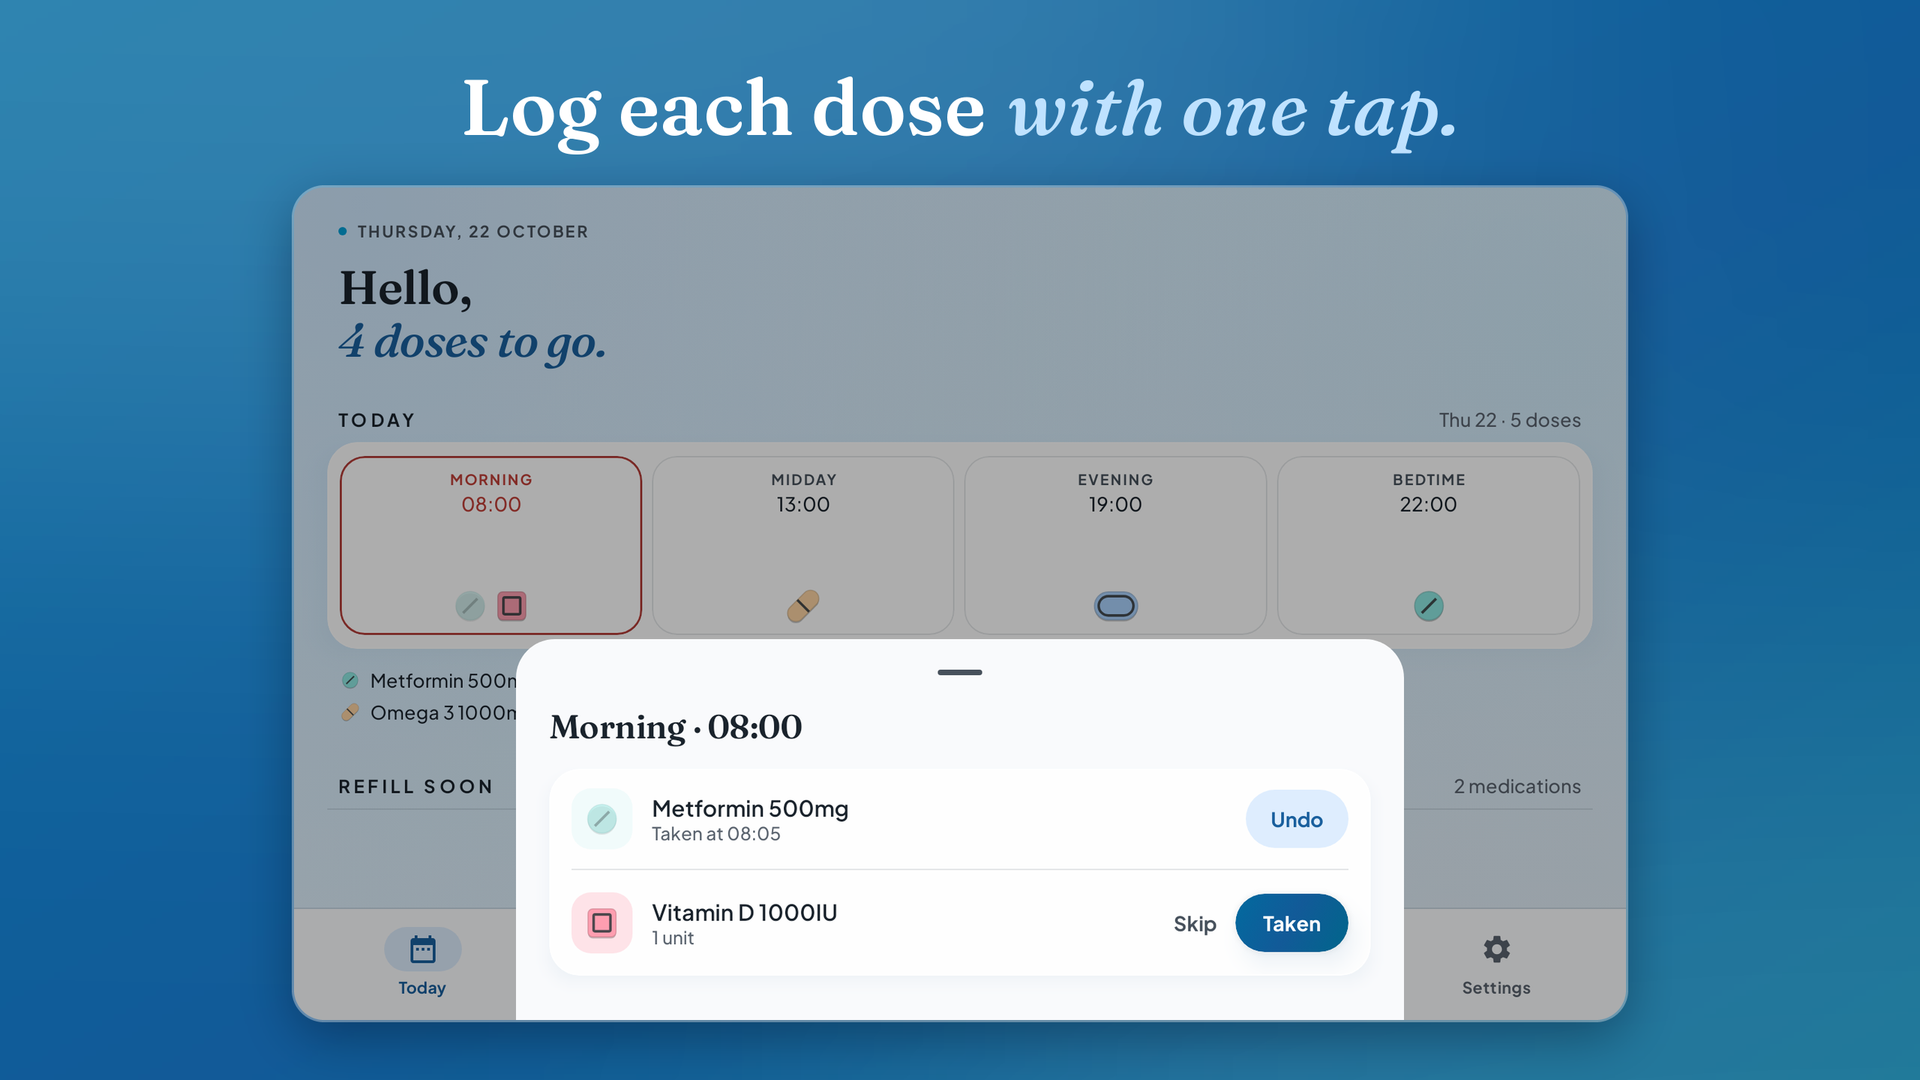 Log each dose with one tap.
THURSDAY, 22 OCTOBER
Hello,
4 doses to go.
TODAY
Thu 22 · 5 doses
MORNING
08:00
MIDDAY
13:00
EVENING
19:00
BEDTIME
22:00
Metformin 500m
Omega 3 1000m
REFILL SOON
2 medications
Morning · 08:00
Metformin 500mg
Taken at 08:05
Undo
Vitamin D 1000IU
1 unit
Skip
Taken
Today
Settings